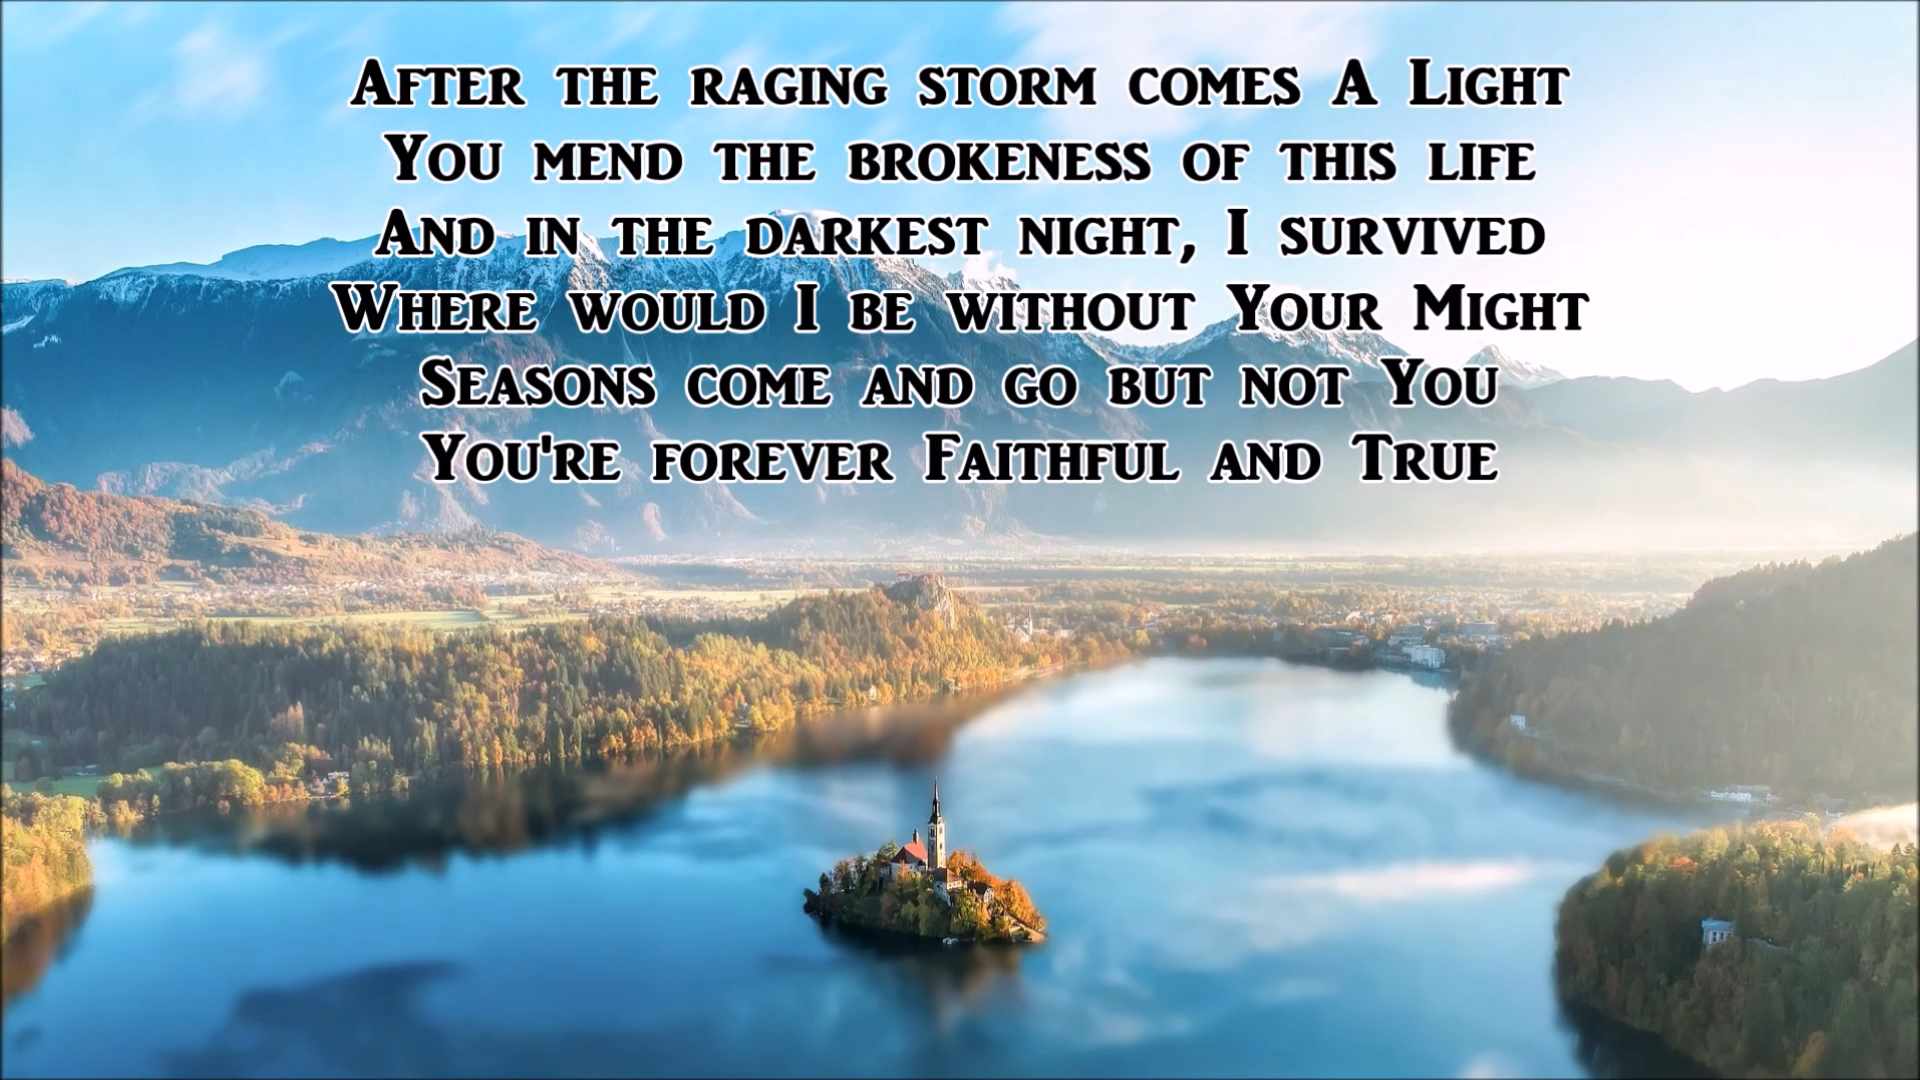 After the raging storm comes A Light
You mend the brokeness of this life
And in the darkest night, I survived
Where would I be without Your Might
Seasons come and go but not You
You're forever Faithful and True